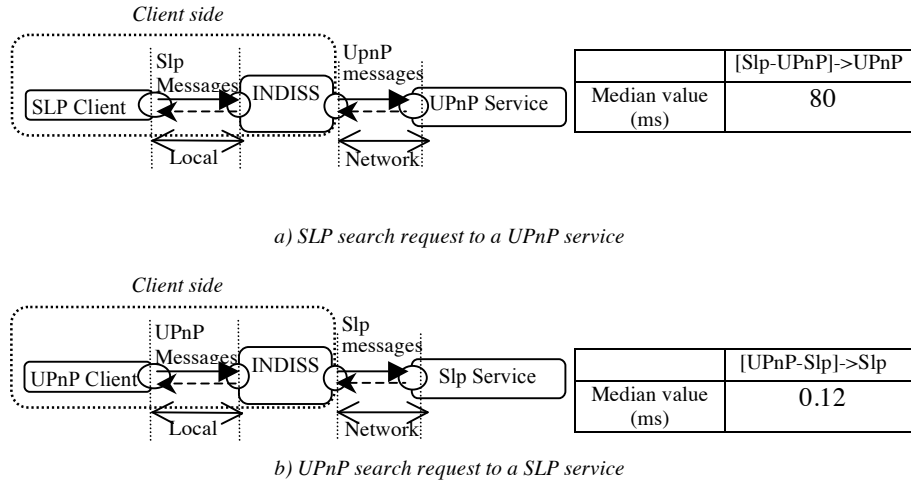 Client side
Slp
Messages
UpnP
messages
SLP Client
INDISS
UPnP Service
Local
Network
[Slp-UPnP]->UPnP
Median value
(ms)
80
a) SLP search request to a UPnP service
Client side
UPnP
Messages
Slp
messages
UPnP Client
INDISS
Slp Service
Local
Network
[UPnP-Slp]->Slp
Median value
(ms)
0.12
b) UPnP search request to a SLP service